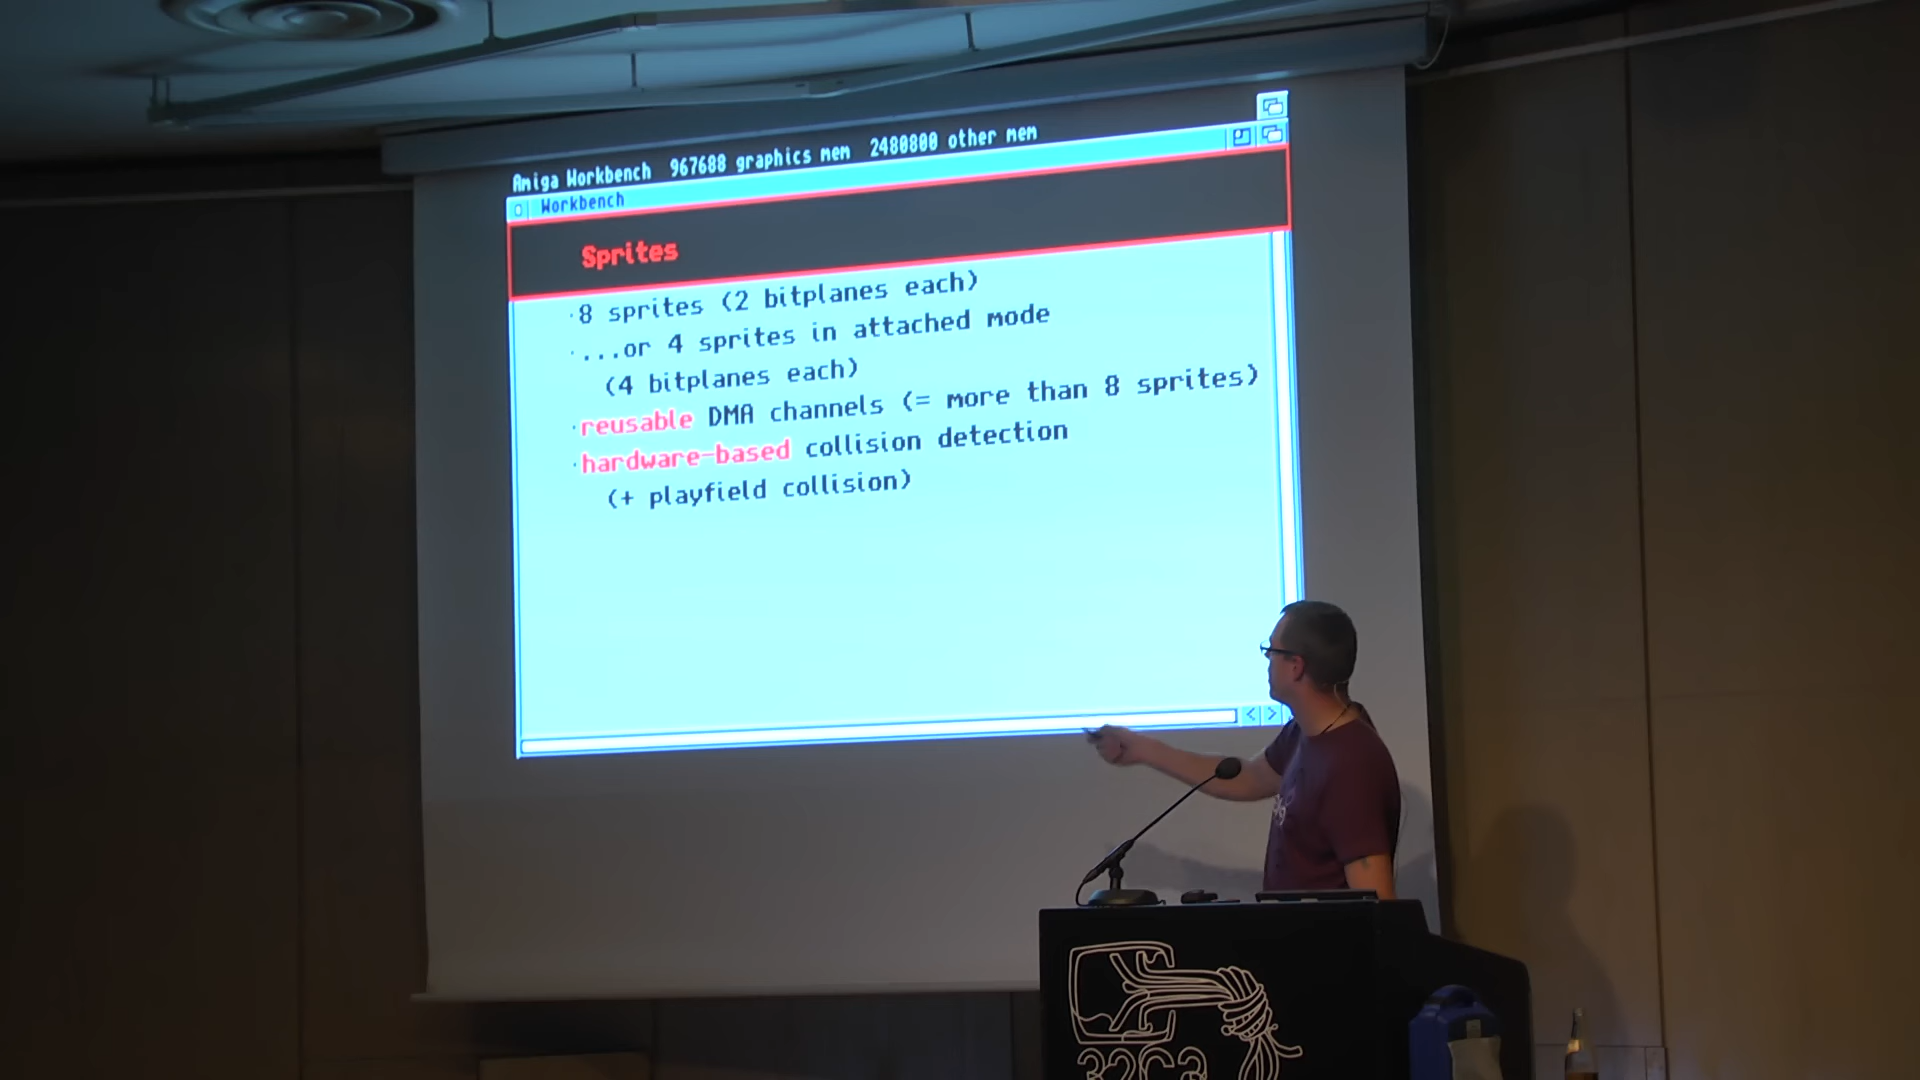 Amiga Workbench 967688 graphics mem 2480800 other mem
Workbench
Sprites
·8 sprites (2 bitplanes each)
·...or 4 sprites in attached mode
(4 bitplanes each)
·reusable DMA channels (= more than 8 sprites)
·hardware-based collision detection
(+ playfield collision)
< >
32C3